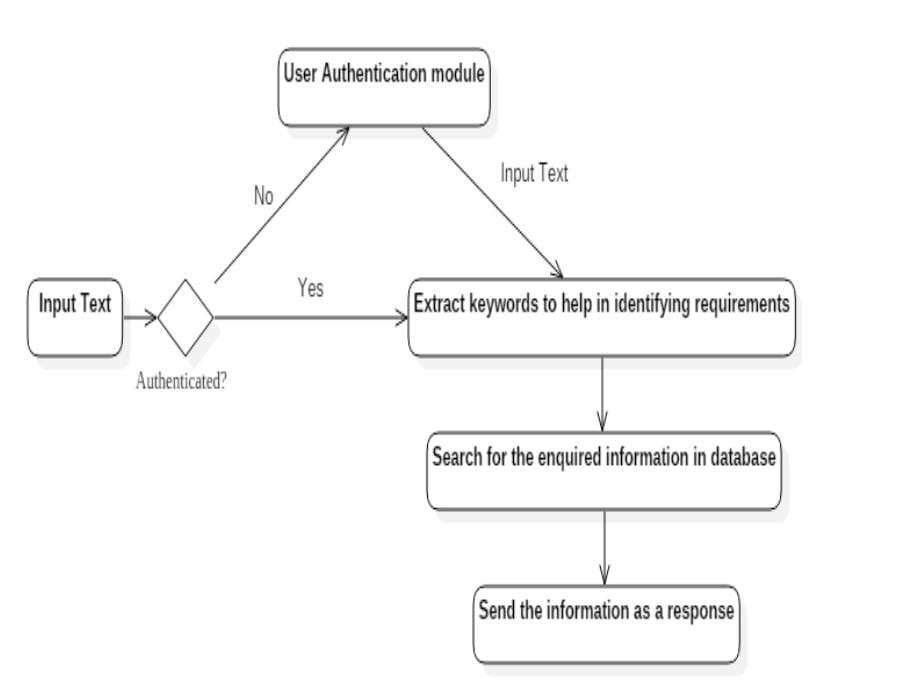 User Authentication module
Input Text
No
Yes
Input Text
Extract keywords to help in identifying requirements
Authenticated?
Search for the enquired information in database
Send the information as a response